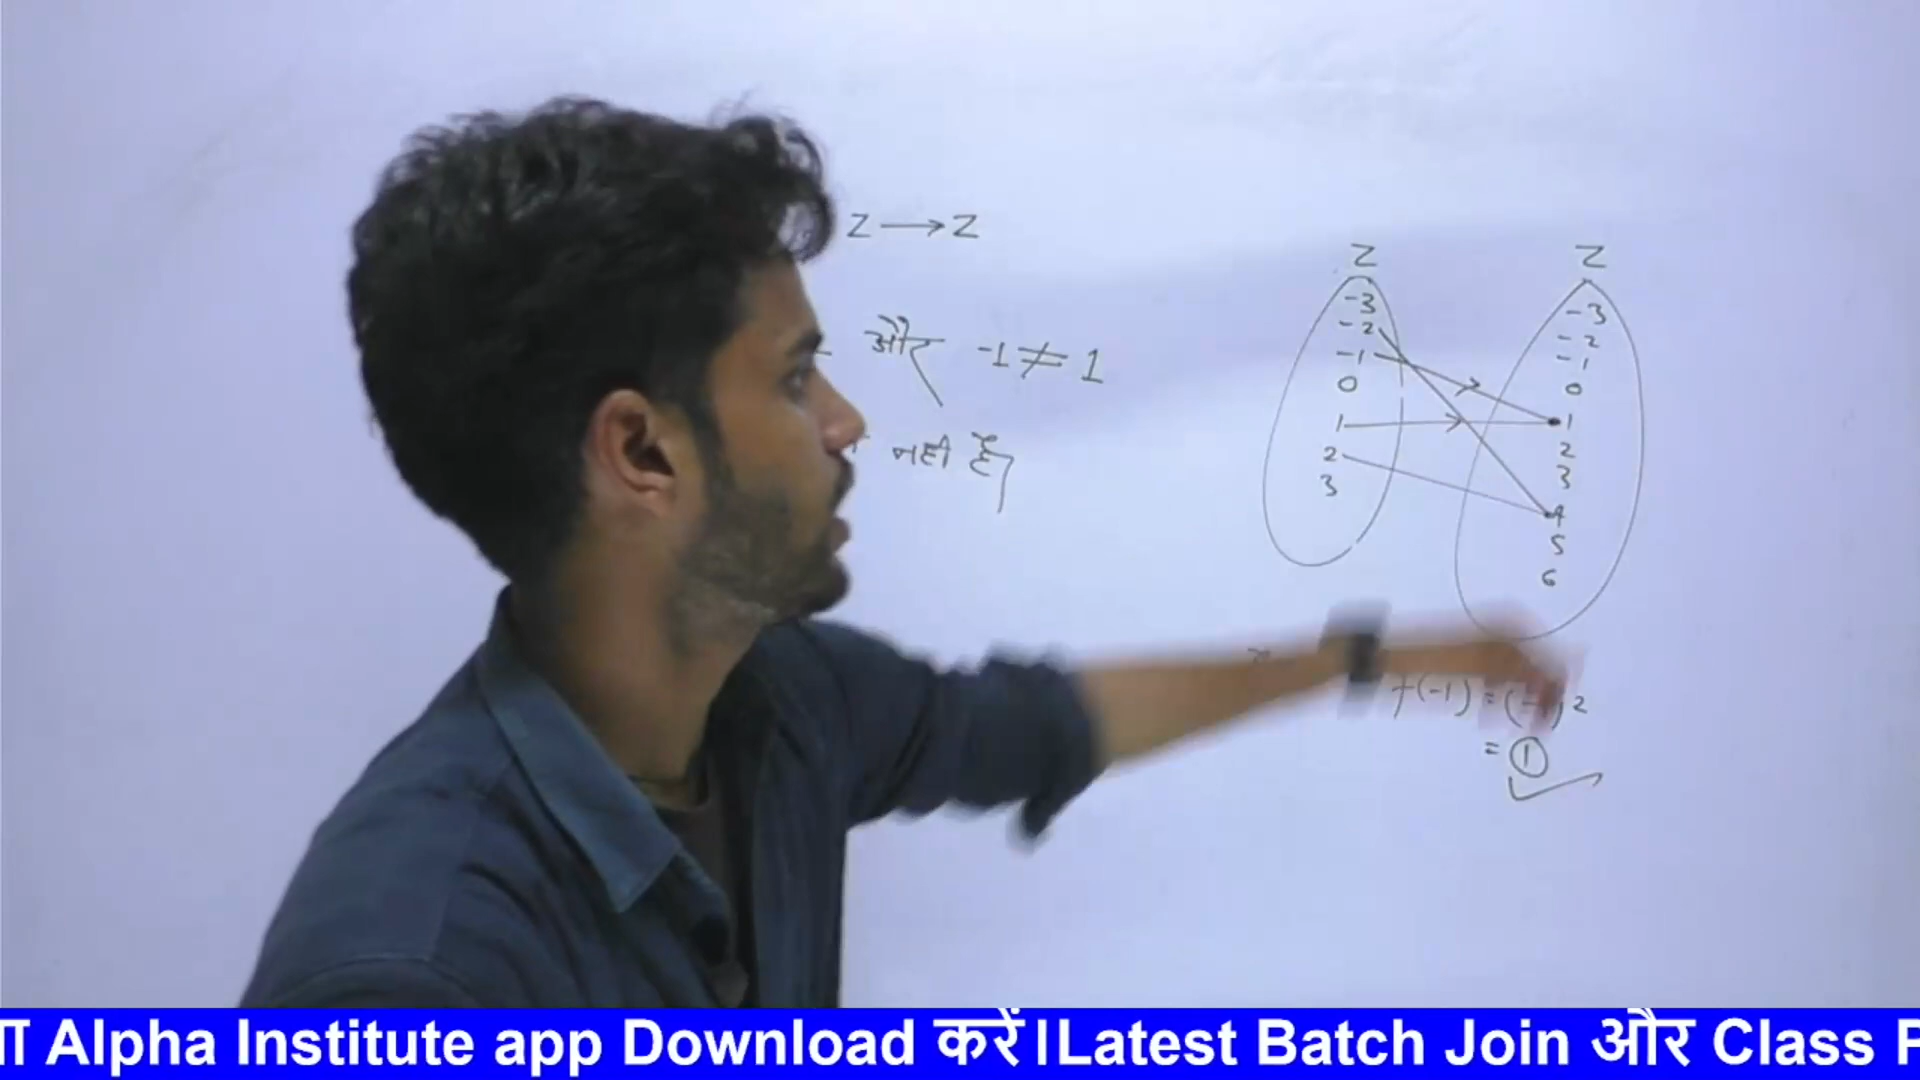 Z → Z
और -1 ≠ 1
नहीं है
Z Z
-3 -3
-2 -2
-1 -1
0 0
1 1
2 2
3 3
4
5
6
f(-1) = (-1)²
= 1
Alpha Institute app Download करें।Latest Batch Join और Class